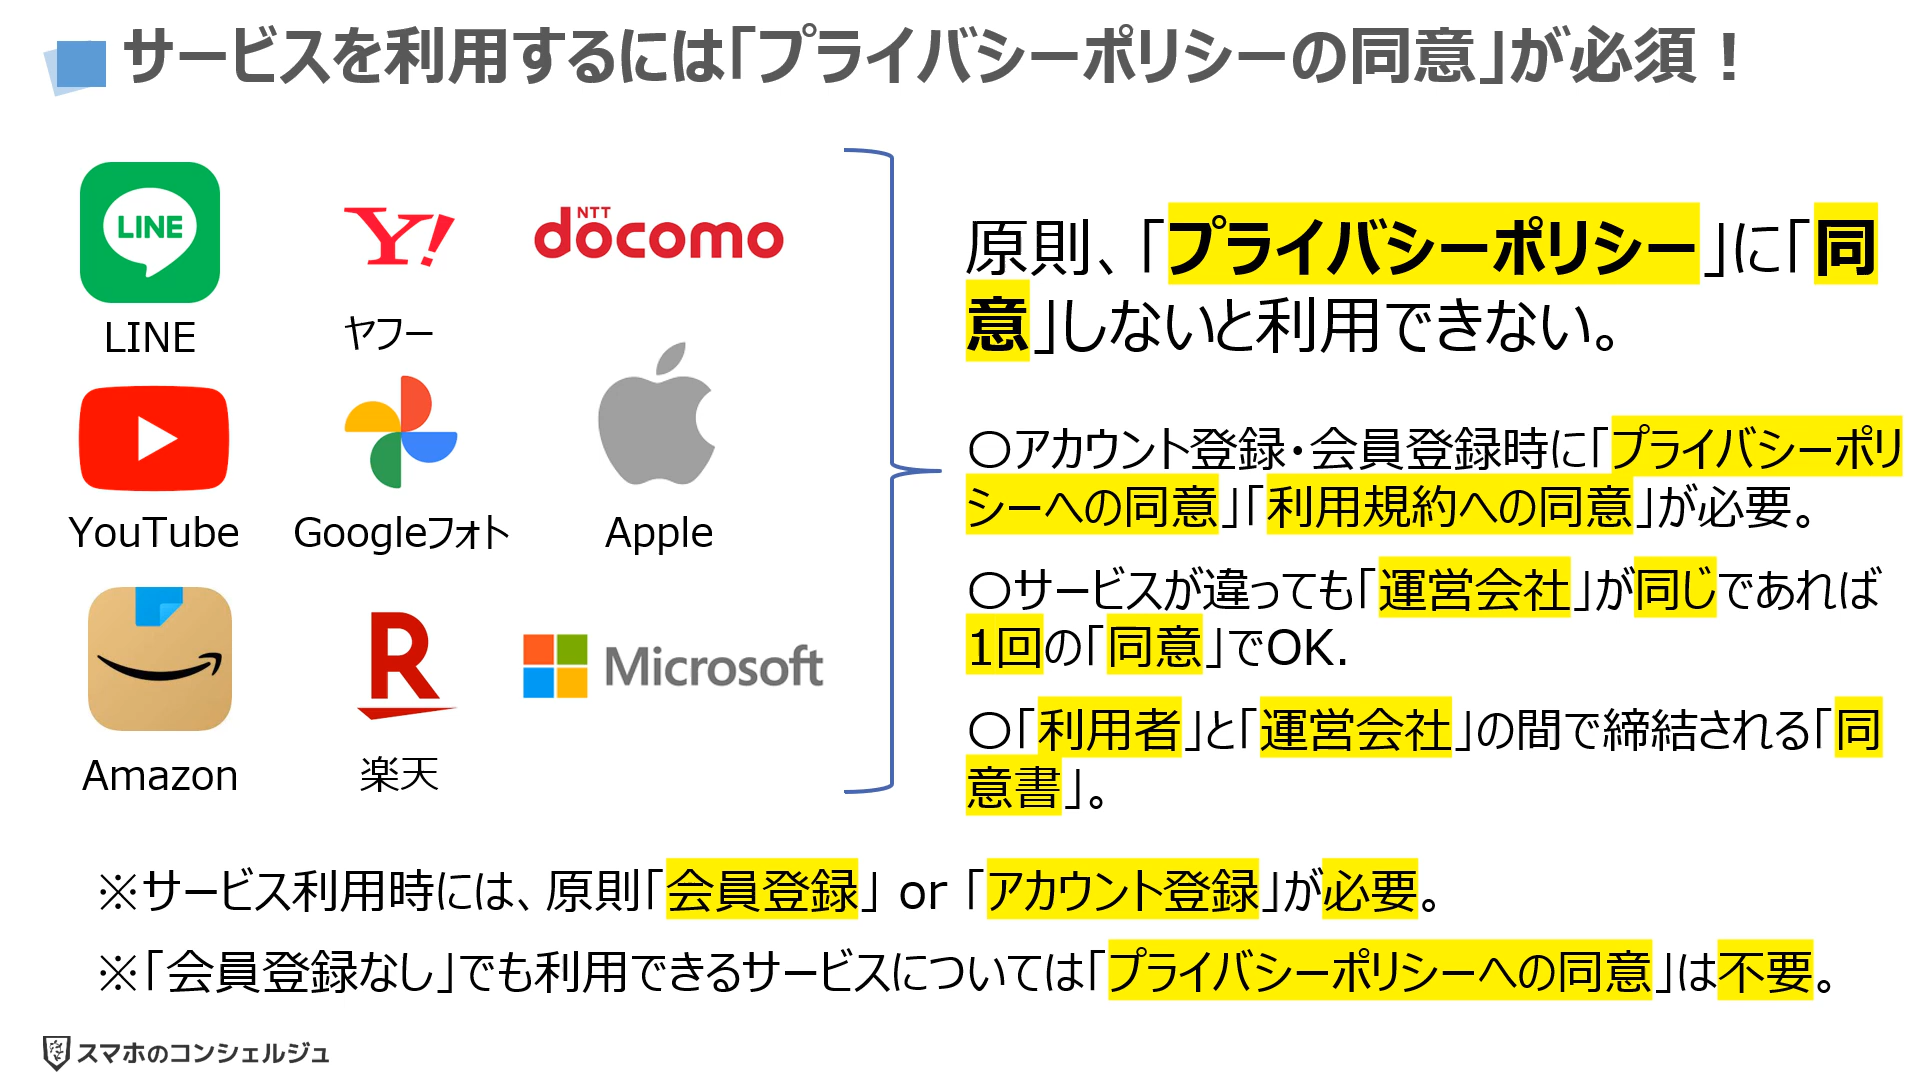 サービスを利用するには「プライバシーポリシーの同意」が必須！
LINE
LINE
Y!
ヤフー
NTT
docomo
YouTube
Googleフォト
Apple
Amazon
R
楽天
Microsoft
原則、「プライバシーポリシー」に「同
意」しないと利用できない。
〇アカウント登録・会員登録時に「プライバシーポリ
シーへの同意」「利用規約への同意」が必要。
〇サービスが違っても「運営会社」が同じであれば
1回の「同意」でOK.
〇「利用者」と「運営会社」の間で締結される「同
意書」。
※サービス利用時には、原則「会員登録」 or 「アカウント登録」が必要。
※「会員登録なし」でも利用できるサービスについては「プライバシーポリシーへの同意」は不要。
スマホのコンシェルジュ